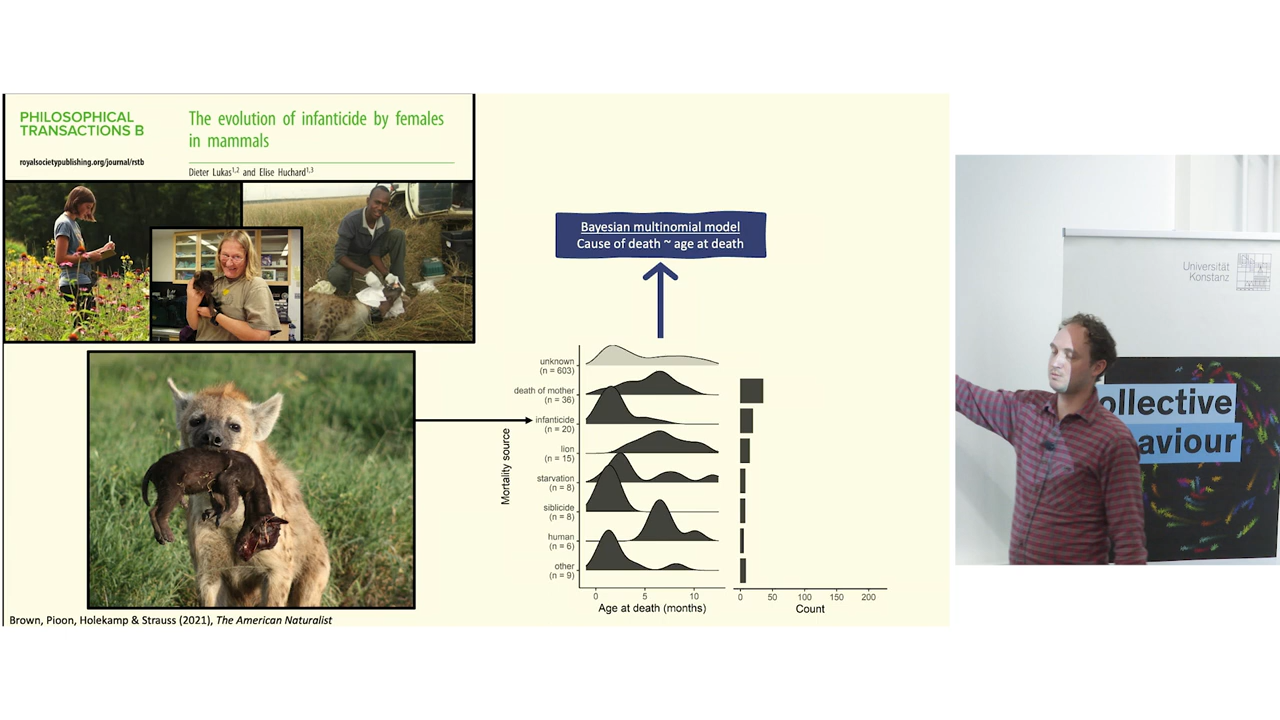 PHILOSOPHICAL
TRANSACTIONS B
royalsocietypublishing.org/journal/rstb
The evolution of infanticide by females
in mammals
Dieter Lukas1,2 and Elise Huchard1,3
Bayesian multinomial model
Cause of death ~ age at death
Mortality source
unknown
(n = 603)
death of mother
(n = 36)
infanticide
(n = 20)
lion
(n = 15)
starvation
(n = 8)
siblicide
(n = 8)
human
(n = 6)
other
(n = 9)
0 5 10
Age at death (months)
0 50 100 150 200
Count
Brown, Pioon, Holekamp & Strauss (2021), The American Naturalist
Universität
Konstanz
ollective
aviour